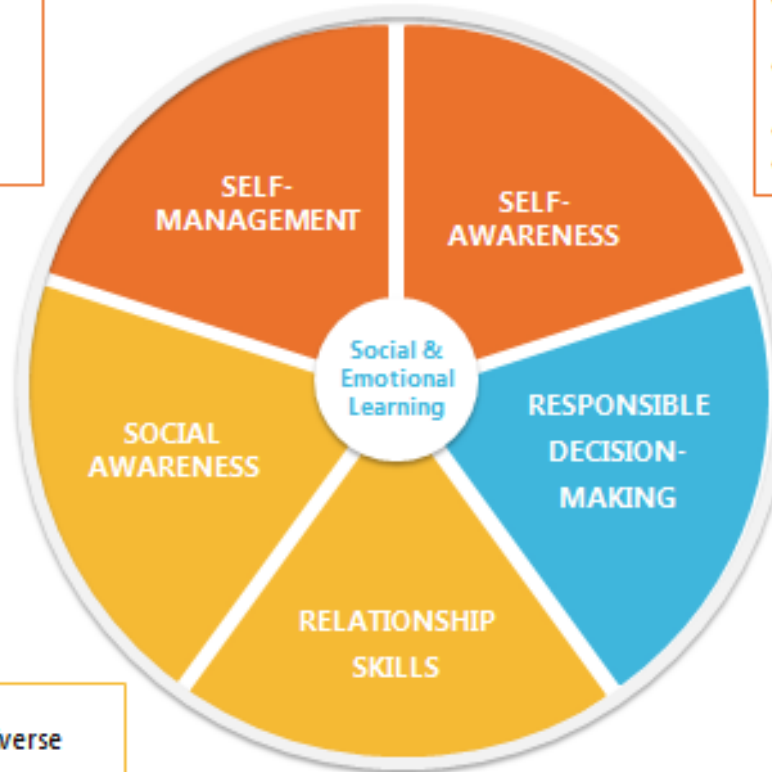 SELF-
MANAGEMENT
SELF-
AWARENESS
Social &
Emotional
Learning
RESPONSIBLE
DECISION-
MAKING
SOCIAL
AWARENESS
RELATIONSHIP
SKILLS
verse